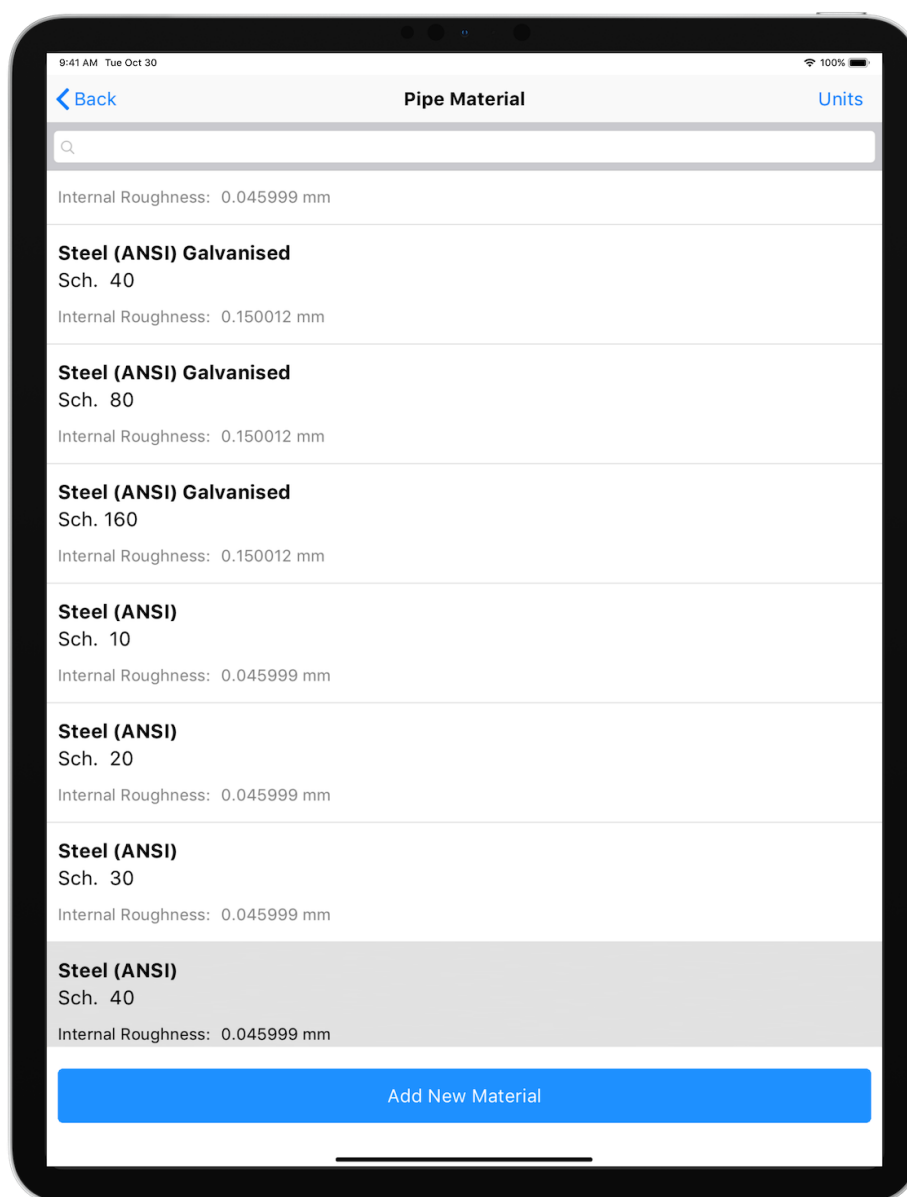 9:41 AM Tue Oct 30
100%
Back
Pipe Material
Units
Internal Roughness: 0.045999 mm
Steel (ANSI) Galvanised
Sch. 40
Internal Roughness: 0.150012 mm
Steel (ANSI) Galvanised
Sch. 80
Internal Roughness: 0.150012 mm
Steel (ANSI) Galvanised
Sch. 160
Internal Roughness: 0.150012 mm
Steel (ANSI)
Sch. 10
Internal Roughness: 0.045999 mm
Steel (ANSI)
Sch. 20
Internal Roughness: 0.045999 mm
Steel (ANSI)
Sch. 30
Internal Roughness: 0.045999 mm
Steel (ANSI)
Sch. 40
Internal Roughness: 0.045999 mm
Add New Material